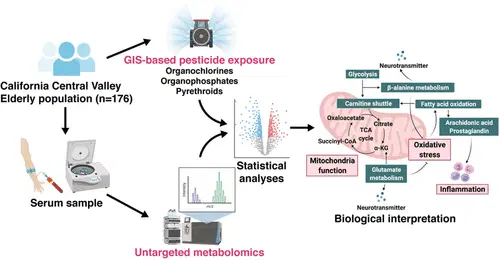 California Central Valley
Elderly population (n=176)
Serum sample
GIS-based pesticide exposure
Organochlorines
Organophosphates
Pyrethroids
Untargeted metabolomics
Intensity
m/z
Statistical
analyses
Neurotransmitter
Glycolysis
β-alanine metabolism
Carnitine shuttle
Fatty acid oxidation
Oxaloacetate
Citrate
TCA
cycle
Succinyl-CoA
α-KG
Arachidonic acid
Prostaglandin
Oxidative
stress
Mitochondria
function
Glutamate
metabolism
Inflammation
Neurotransmitter
Biological interpretation